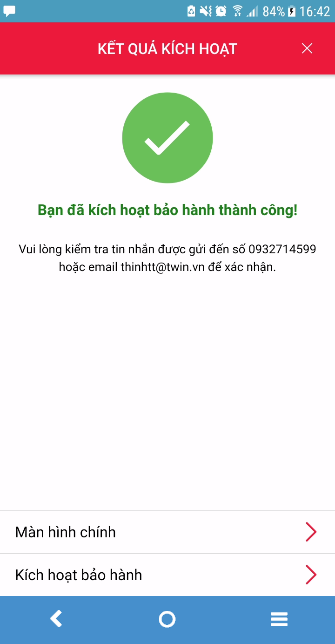 84% 16:42
KẾT QUẢ KÍCH HOẠT
Bạn đã kích hoạt bảo hành thành công!
Vui lòng kiểm tra tin nhắn được gửi đến số 0932714599
hoặc email thinhtt@twin.vn để xác nhận.
Màn hình chính
Kích hoạt bảo hành